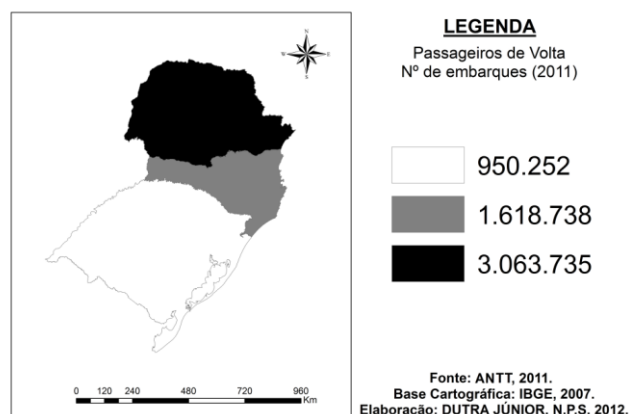 N
W
E
S
0 120 240 480 720 960
Km
LEGENDA
Passageiros de Volta
Nº de embarques (2011)
950.252
1.618.738
3.063.735
Fonte: ANTT, 2011.
Base Cartográfica: IBGE, 2007.
Elaboração: DUTRA JÚNIOR, N.P.S. 2012.